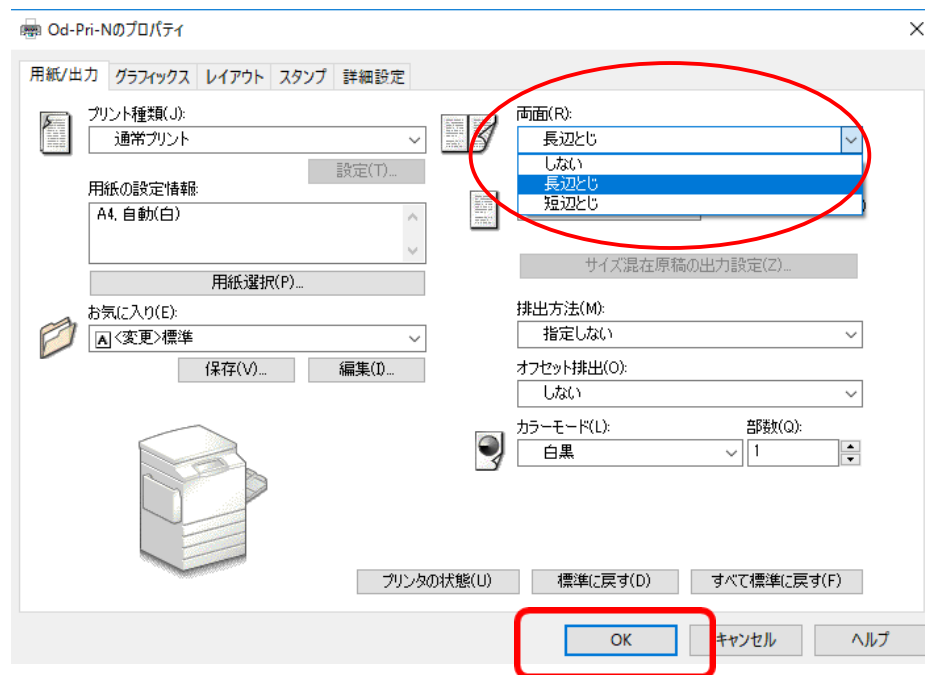 Od-Pri-Nのプロパティ
用紙/出力 グラフィックス レイアウト スタンプ 詳細設定
プリント種類(J):
通常プリント
設定(T)...
用紙の設定情報:
A4, 自動(白)
用紙選択(P)...
お気に入り(E):
A <変更>標準
保存(V)... 編集(I)...
両面(R):
長辺とじ
しない
長辺とじ
短辺とじ
サイズ混在原稿の出力設定(Z)...
排出方法(M):
指定しない
オフセット排出(O):
しない
カラーモード(L): 部数(Q):
白黒 1
プリンタの状態(U) 標準に戻す(D) すべて標準に戻す(F)
OK キャンセル ヘルプ